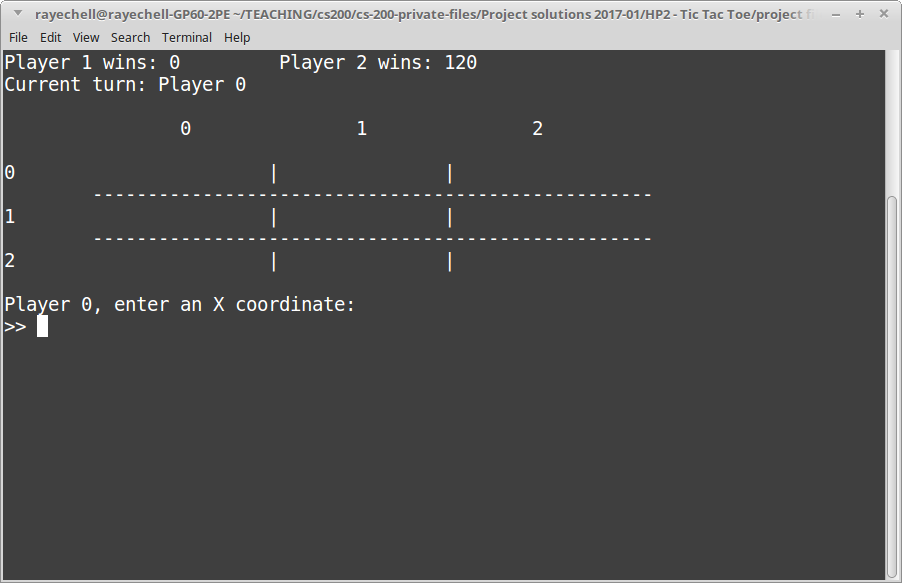 rayechell@rayechell-GP60-2PE ~/TEACHING/cs200/cs-200-private-files/Project solutions 2017-01/HP2 - Tic Tac Toe/project
File Edit View Search Terminal Help
Player 1 wins: 0 Player 2 wins: 120
Current turn: Player 0
0 1 2
0 | |
---------------------------------------------------
1 | |
---------------------------------------------------
2 | |
Player 0, enter an X coordinate:
>>